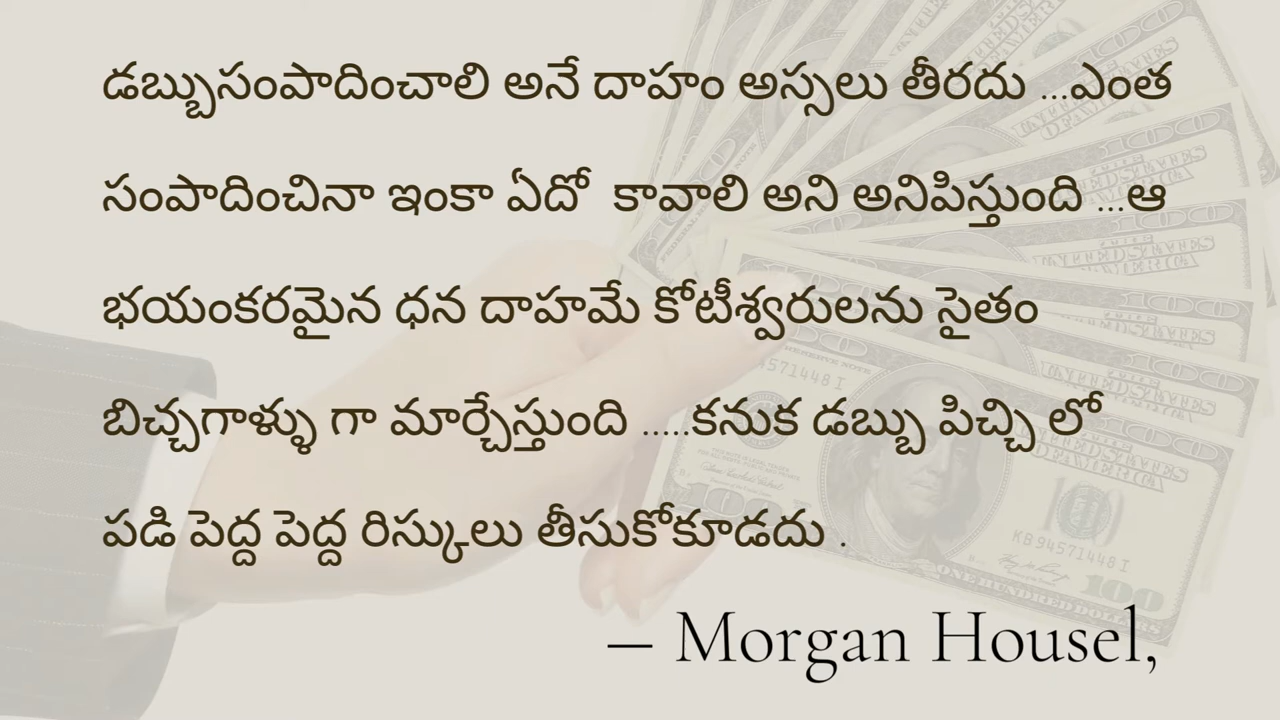 డబ్బుసంపాదించాలి అనే దాహం అస్సలు తీరదు ...ఎంత
సంపాదించినా ఇంకా ఏదో  కావాలి అని అనిపిస్తుంది ...ఆ
భయంకరమైన ధన దాహమే కోటీశ్వరులను సైతం
బిచ్చగాళ్ళు గా మార్చేస్తుంది .....కనుక డబ్బు పిచ్చి లో
పడి పెద్ద పెద్ద రిస్కులు తీసుకోకూడదు .
— Morgan Housel,